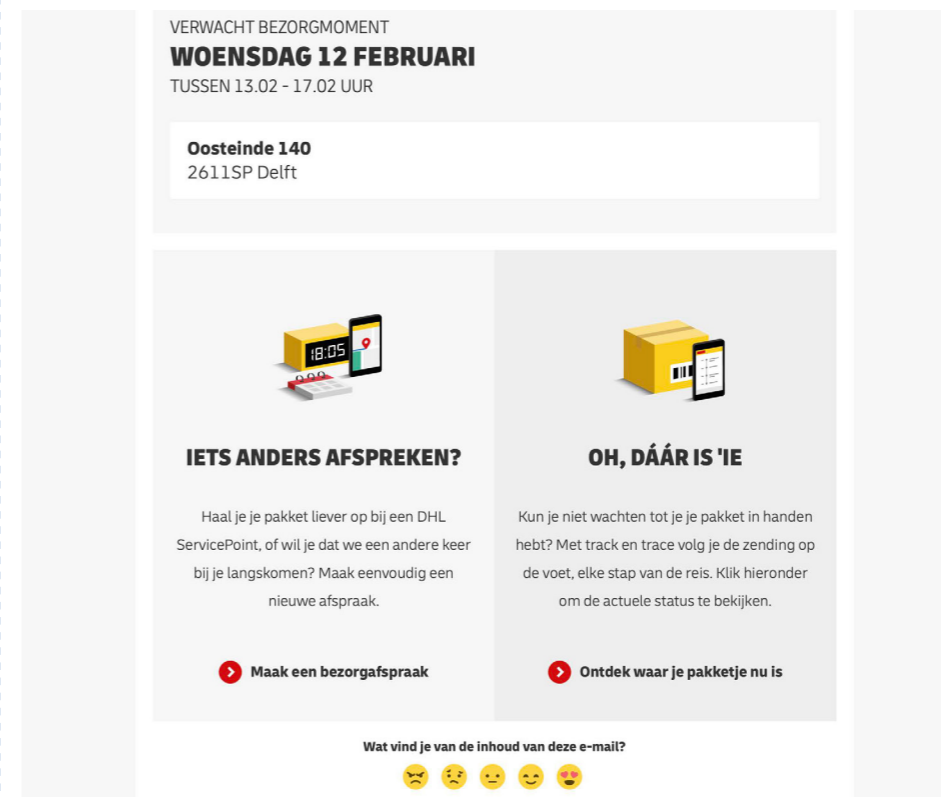 VERWACHT BEZORGMOMENT
WOENSDAG 12 FEBRUARI
TUSSEN 13.02 - 17.02 UUR
Oosteinde 140
2611SP Delft
18:05
IETS ANDERS AFSPREKEN?
Haal je je pakket liever op bij een DHL
ServicePoint, of wil je dat we een andere keer
bij je langskomen? Maak eenvoudig een
nieuwe afspraak.
Maak een bezorgafspraak
OH, DÁÁR IS 'IE
Kun je niet wachten tot je je pakket in handen
hebt? Met track en trace volg je de zending op
de voet, elke stap van de reis. Klik hieronder
om de actuele status te bekijken.
Ontdek waar je pakketje nu is
Wat vind je van de inhoud van deze e-mail?